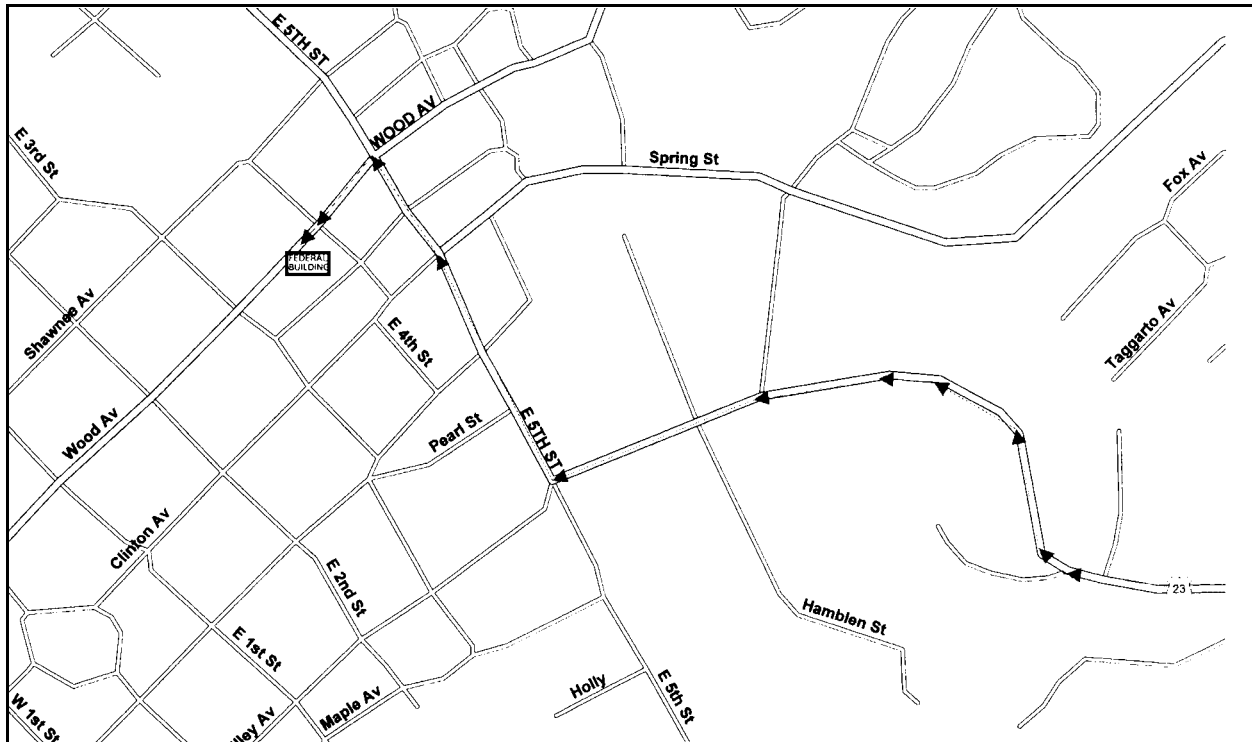 E 5TH ST
WOOD AV
E 3rd St
Spring St
Fox Av
FEDERAL
BUILDING
Shawnee Av
E 4th St
Taggarto Av
Wood Av
Pearl St
E 5TH ST
Clinton Av
E 2nd St
23
Hamblen St
E 1st St
Holly
E 5th St
W 1st St
lley Av
Maple Av